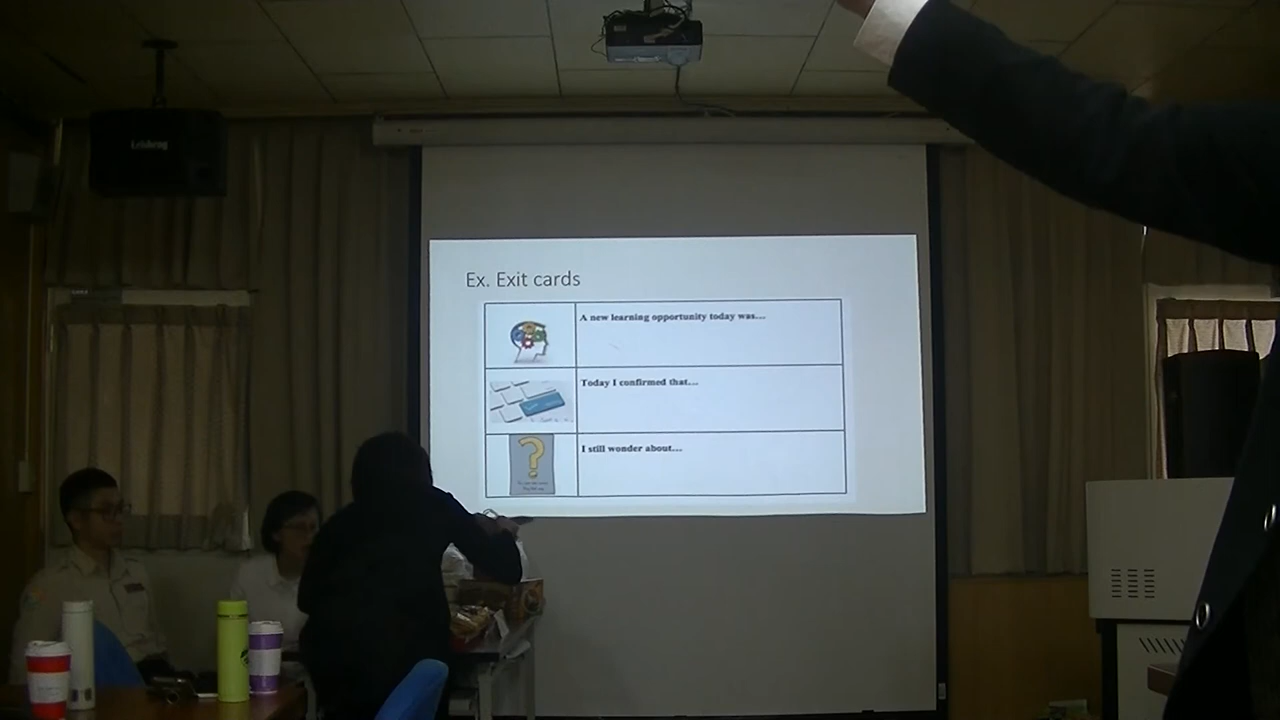 Ex. Exit cards
A new learning opportunity today was...
Today I confirmed that...
I still wonder about...